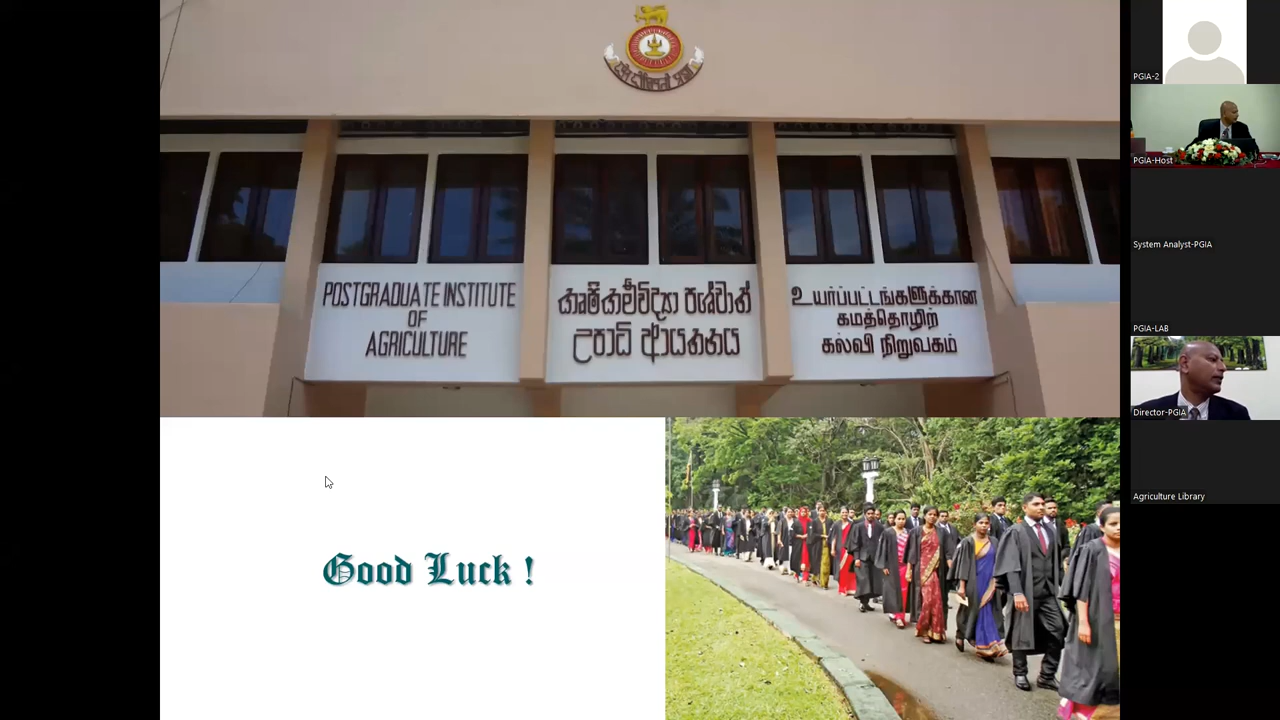 POSTGRADUATE INSTITUTE
OF
AGRICULTURE
කෘෂිකර්මවිද්‍යා පශ්චාත්
උපාධි ආයතනය
உயர்ப்பட்டங்களுக்கான
கமத்தொழிற்
கல்வி நிறுவகம்
Good Luck !
PGIA-2
PGIA-Host
System Analyst-PGIA
PGIA-LAB
Director-PGIA
Agriculture Library